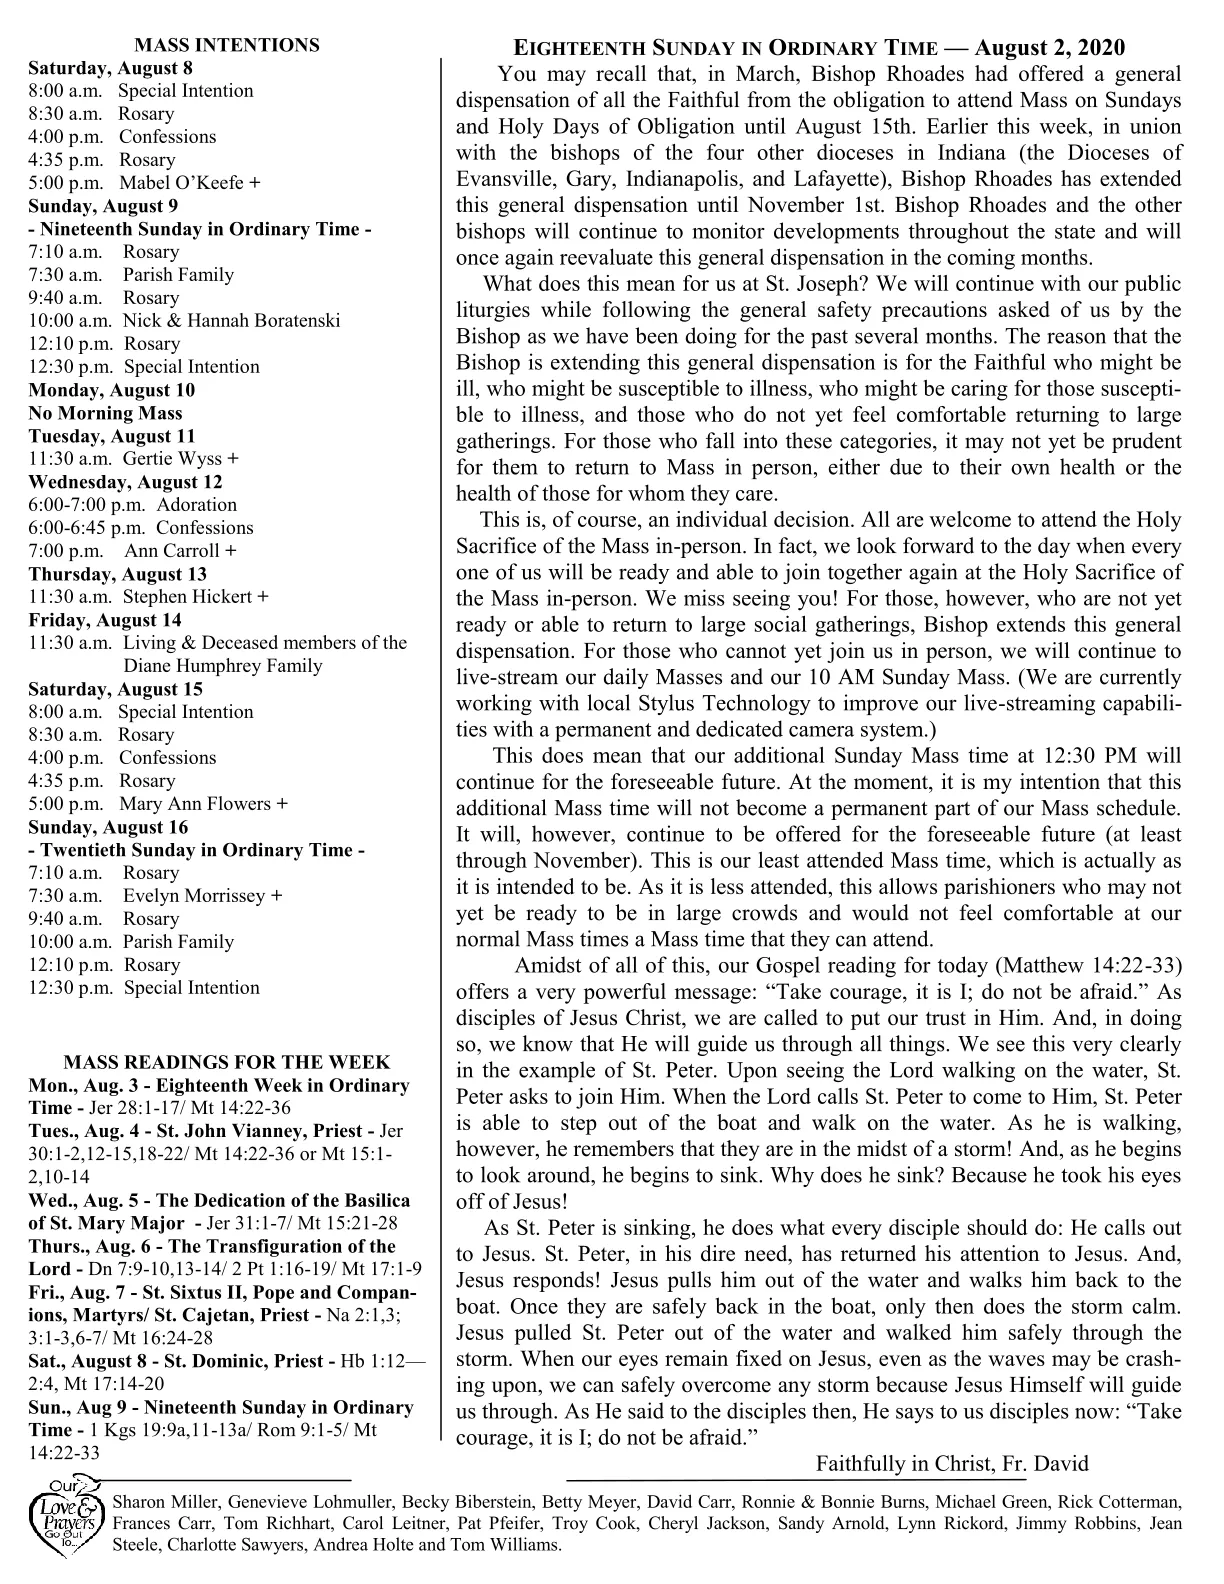 MASS INTENTIONS
Saturday, August 8
8:00 a.m. Special Intention
8:30 a.m. Rosary
4:00 p.m. Confessions
4:35 p.m. Rosary
5:00 p.m. Mabel O’Keefe +
Sunday, August 9
- Nineteenth Sunday in Ordinary Time -
7:10 a.m. Rosary
7:30 a.m. Parish Family
9:40 a.m. Rosary
10:00 a.m. Nick & Hannah Boratenski
12:10 p.m. Rosary
12:30 p.m. Special Intention
Monday, August 10
No Morning Mass
Tuesday, August 11
11:30 a.m. Gertie Wyss +
Wednesday, August 12
6:00-7:00 p.m. Adoration
6:00-6:45 p.m. Confessions
7:00 p.m. Ann Carroll +
Thursday, August 13
11:30 a.m. Stephen Hickert +
Friday, August 14
11:30 a.m. Living & Deceased members of the
Diane Humphrey Family
Saturday, August 15
8:00 a.m. Special Intention
8:30 a.m. Rosary
4:00 p.m. Confessions
4:35 p.m. Rosary
5:00 p.m. Mary Ann Flowers +
Sunday, August 16
- Twentieth Sunday in Ordinary Time -
7:10 a.m. Rosary
7:30 a.m. Evelyn Morrissey +
9:40 a.m. Rosary
10:00 a.m. Parish Family
12:10 p.m. Rosary
12:30 p.m. Special Intention
MASS READINGS FOR THE WEEK
Mon., Aug. 3 - Eighteenth Week in Ordinary
Time - Jer 28:1-17/ Mt 14:22-36
Tues., Aug. 4 - St. John Vianney, Priest - Jer
30:1-2,12-15,18-22/ Mt 14:22-36 or Mt 15:1-
2,10-14
Wed., Aug. 5 - The Dedication of the Basilica
of St. Mary Major - Jer 31:1-7/ Mt 15:21-28
Thurs., Aug. 6 - The Transfiguration of the
Lord - Dn 7:9-10,13-14/ 2 Pt 1:16-19/ Mt 17:1-9
Fri., Aug. 7 - St. Sixtus II, Pope and Compan-
ions, Martyrs/ St. Cajetan, Priest - Na 2:1,3;
3:1-3,6-7/ Mt 16:24-28
Sat., August 8 - St. Dominic, Priest - Hb 1:12—
2:4, Mt 17:14-20
Sun., Aug 9 - Nineteenth Sunday in Ordinary
Time - 1 Kgs 19:9a,11-13a/ Rom 9:1-5/ Mt
14:22-33
EIGHTEENTH SUNDAY IN ORDINARY TIME — August 2, 2020
You may recall that, in March, Bishop Rhoades had offered a general
dispensation of all the Faithful from the obligation to attend Mass on Sundays
and Holy Days of Obligation until August 15th. Earlier this week, in union
with the bishops of the four other dioceses in Indiana (the Dioceses of
Evansville, Gary, Indianapolis, and Lafayette), Bishop Rhoades has extended
this general dispensation until November 1st. Bishop Rhoades and the other
bishops will continue to monitor developments throughout the state and will
once again reevaluate this general dispensation in the coming months.
What does this mean for us at St. Joseph? We will continue with our public
liturgies while following the general safety precautions asked of us by the
Bishop as we have been doing for the past several months. The reason that the
Bishop is extending this general dispensation is for the Faithful who might be
ill, who might be susceptible to illness, who might be caring for those suscepti-
ble to illness, and those who do not yet feel comfortable returning to large
gatherings. For those who fall into these categories, it may not yet be prudent
for them to return to Mass in person, either due to their own health or the
health of those for whom they care.
This is, of course, an individual decision. All are welcome to attend the Holy
Sacrifice of the Mass in-person. In fact, we look forward to the day when every
one of us will be ready and able to join together again at the Holy Sacrifice of
the Mass in-person. We miss seeing you! For those, however, who are not yet
ready or able to return to large social gatherings, Bishop extends this general
dispensation. For those who cannot yet join us in person, we will continue to
live-stream our daily Masses and our 10 AM Sunday Mass. (We are currently
working with local Stylus Technology to improve our live-streaming capabili-
ties with a permanent and dedicated camera system.)
This does mean that our additional Sunday Mass time at 12:30 PM will
continue for the foreseeable future. At the moment, it is my intention that this
additional Mass time will not become a permanent part of our Mass schedule.
It will, however, continue to be offered for the foreseeable future (at least
through November). This is our least attended Mass time, which is actually as
it is intended to be. As it is less attended, this allows parishioners who may not
yet be ready to be in large crowds and would not feel comfortable at our
normal Mass times a Mass time that they can attend.
Amidst of all of this, our Gospel reading for today (Matthew 14:22-33)
offers a very powerful message: “Take courage, it is I; do not be afraid.” As
disciples of Jesus Christ, we are called to put our trust in Him. And, in doing
so, we know that He will guide us through all things. We see this very clearly
in the example of St. Peter. Upon seeing the Lord walking on the water, St.
Peter asks to join Him. When the Lord calls St. Peter to come to Him, St. Peter
is able to step out of the boat and walk on the water. As he is walking,
however, he remembers that they are in the midst of a storm! And, as he begins
to look around, he begins to sink. Why does he sink? Because he took his eyes
off of Jesus!
As St. Peter is sinking, he does what every disciple should do: He calls out
to Jesus. St. Peter, in his dire need, has returned his attention to Jesus. And,
Jesus responds! Jesus pulls him out of the water and walks him back to the
boat. Once they are safely back in the boat, only then does the storm calm.
Jesus pulled St. Peter out of the water and walked him safely through the
storm. When our eyes remain fixed on Jesus, even as the waves may be crash-
ing upon, we can safely overcome any storm because Jesus Himself will guide
us through. As He said to the disciples then, He says to us disciples now: “Take
courage, it is I; do not be afraid.”
Faithfully in Christ, Fr. David
Our
Love &
Prayers
Go Out
To...
Sharon Miller, Genevieve Lohmuller, Becky Biberstein, Betty Meyer, David Carr, Ronnie & Bonnie Burns, Michael Green, Rick Cotterman,
Frances Carr, Tom Richhart, Carol Leitner, Pat Pfeifer, Troy Cook, Cheryl Jackson, Sandy Arnold, Lynn Rickord, Jimmy Robbins, Jean
Steele, Charlotte Sawyers, Andrea Holte and Tom Williams.